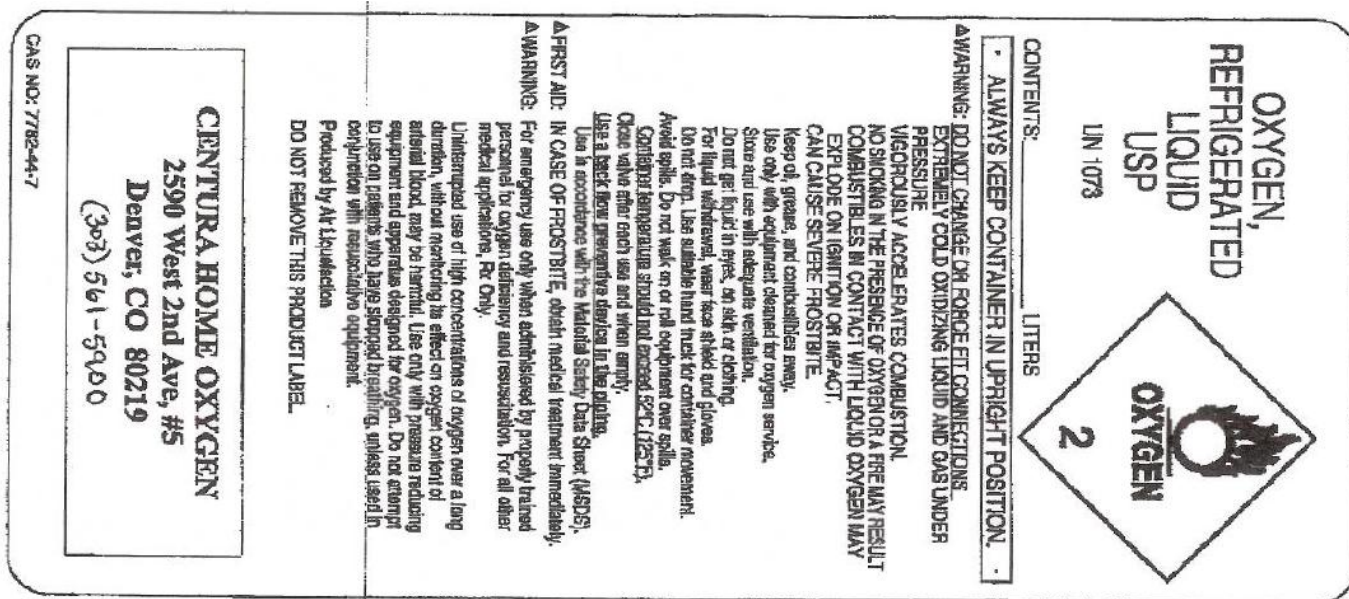 OXYGEN,
REFRIGERATED
LIQUID
USP
UN 1073
OXYGEN
2
CONTENTS: LITERS
· ALWAYS KEEP CONTAINER IN UPRIGHT POSITION. ·
▲WARNING: DO NOT CHANGE OR FORCE FIT CONNECTIONS.
EXTREMELY COLD OXIDIZING LIQUID AND GAS UNDER
PRESSURE
VIGOROUSLY ACCELERATES COMBUSTION.
NO SMOKING IN THE PRESENCE OF OXYGEN OR A FIRE MAY RESULT
COMBUSTIBLES IN CONTACT WITH LIQUID OXYGEN MAY
EXPLODE ON IGNITION OR IMPACT.
CAN CAUSE SEVERE FROSTBITE.
Keep oil, grease, and combustibles away.
Use only with equipment cleaned for oxygen service.
Store and use with adequate ventilation.
Do not get liquid in eyes, on skin or clothing.
For liquid withdrawal, wear face shield and gloves.
Do not drop. Use suitable hand truck for container movement.
Avoid spills. Do not walk on or roll equipment over spills.
Container temperature should not exceed 52°C (125°F).
Close valve after each use and when empty.
Use a back flow preventive device in the piping.
Use in accordance with the Material Safety Data Sheet (MSDS).
▲FIRST AID: IN CASE OF FROSTBITE, obtain medical treatment immediately.
▲WARNING: For emergency use only when administered by properly trained
personnel for oxygen deficiency and resuscitation. For all other
medical applications, Rx Only.
Uninterrupted use of high concentrations of oxygen over a long
duration, without monitoring its effect on oxygen content of
arterial blood, may be harmful. Use only with pressure reducing
equipment and apparatus designed for oxygen. Do not attempt
to use on patients who have stopped breathing, unless used in
conjunction with resuscitative equipment.
Produced by Air Liquefaction
DO NOT REMOVE THIS PRODUCT LABEL
CENTURA HOME OXYGEN
2590 West 2nd Ave, #5
Denver, CO 80219
(303) 561-5900
CAS NO: 7782-44-7